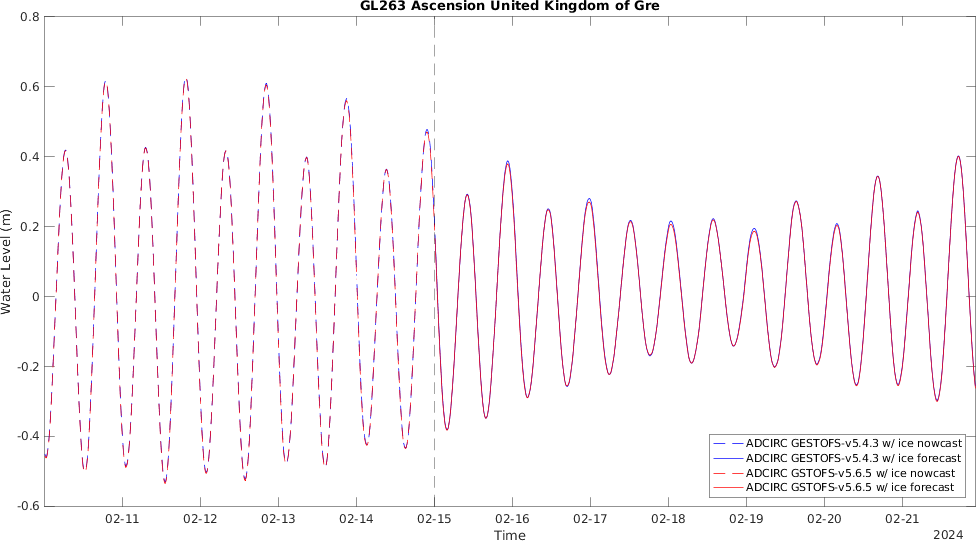 GL263 Ascension United Kingdom of Gre
0.8
0.6
0.4
0.2
0
-0.2
-0.4
-0.6
Water Level (m)
ADCIRC GESTOFS-v5.4.3 w/ ice nowcast
ADCIRC GESTOFS-v5.4.3 w/ ice forecast
ADCIRC GSTOFS-v5.6.5 w/ ice nowcast
ADCIRC GSTOFS-v5.6.5 w/ ice forecast
02-11 02-12 02-13 02-14 02-15 02-16 02-17 02-18 02-19 02-20 02-21
Time
2024